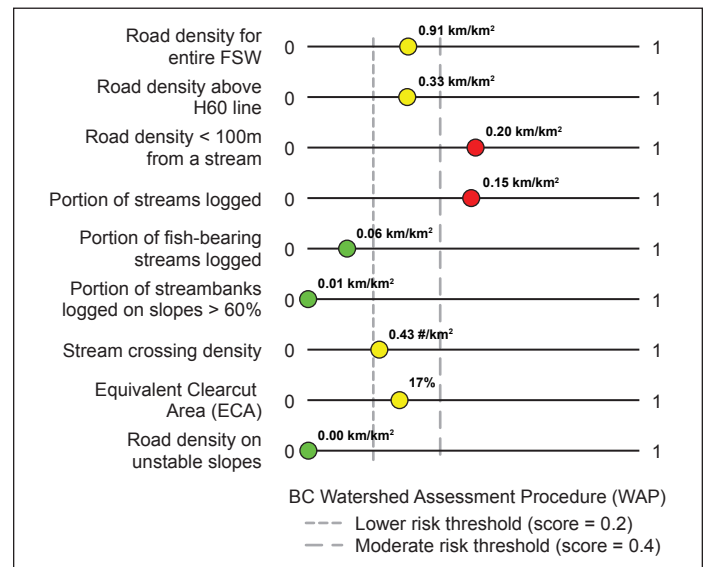 Road density for
entire FSW
0
0.91 km/km²
1
Road density above
H60 line
0
0.33 km/km²
1
Road density < 100m
from a stream
0
0.20 km/km²
1
Portion of streams logged
0
0.15 km/km²
1
Portion of fish-bearing
streams logged
0
0.06 km/km²
1
Portion of streambanks
logged on slopes > 60%
0
0.01 km/km²
1
Stream crossing density
0
0.43 #/km²
1
Equivalent Clearcut
Area (ECA)
0
17%
1
Road density on
unstable slopes
0
0.00 km/km²
1
BC Watershed Assessment Procedure (WAP)
Lower risk threshold (score = 0.2)
Moderate risk threshold (score = 0.4)